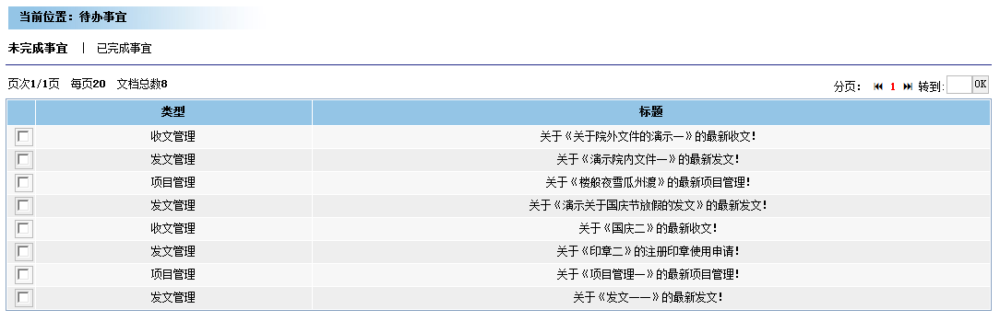 当前位置：待办事宜
未完成事宜 | 已完成事宜
页次1/1页 每页20 文档总数8 分页： 1 转到: OK
类型 标题
收文管理 关于《关于院外文件的演示一》的最新收文!
发文管理 关于《演示院内文件一》的最新发文!
项目管理 关于《楼船夜雪瓜州渡》的最新项目管理!
发文管理 关于《演示关于国庆节放假的发文》的最新发文!
收文管理 关于《国庆二》的最新收文!
发文管理 关于《印章二》的注册印章使用申请!
项目管理 关于《项目管理一》的最新项目管理!
发文管理 关于《发文一一》的最新发文!